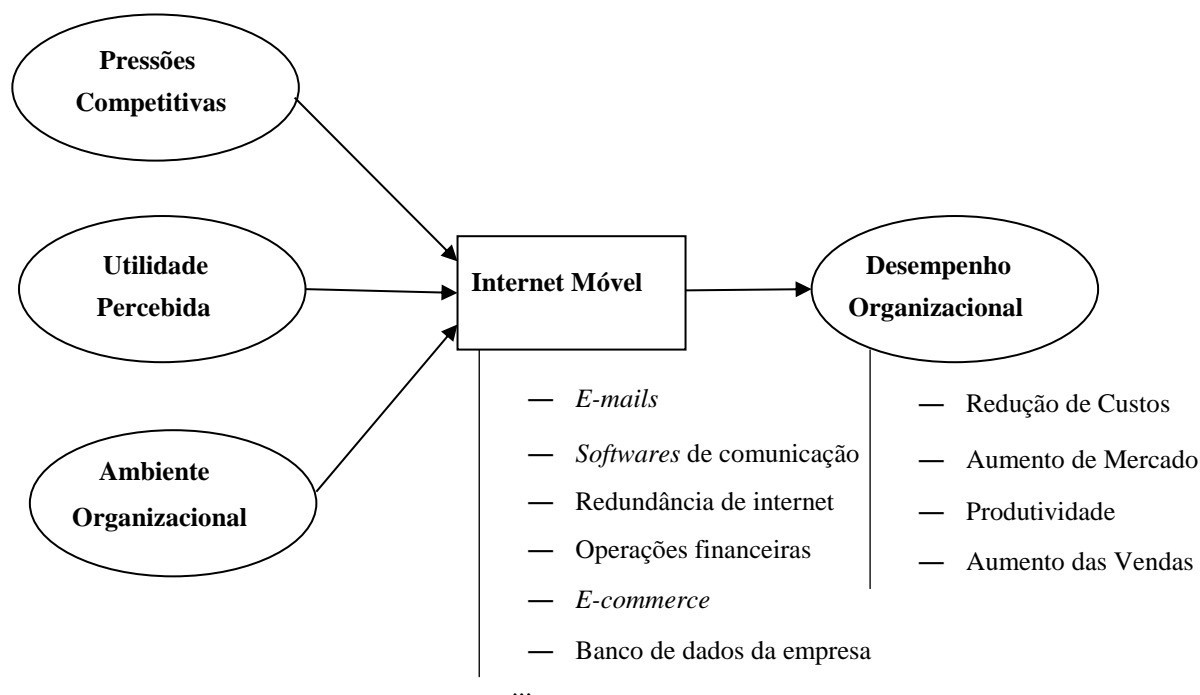 Pressões
Competitivas
Utilidade
Percebida
Ambiente
Organizacional
Internet Móvel
— E-mails
— Softwares de comunicação
— Redundância de internet
— Operações financeiras
— E-commerce
— Banco de dados da empresa
...
Desempenho
Organizacional
— Redução de Custos
— Aumento de Mercado
— Produtividade
— Aumento das Vendas